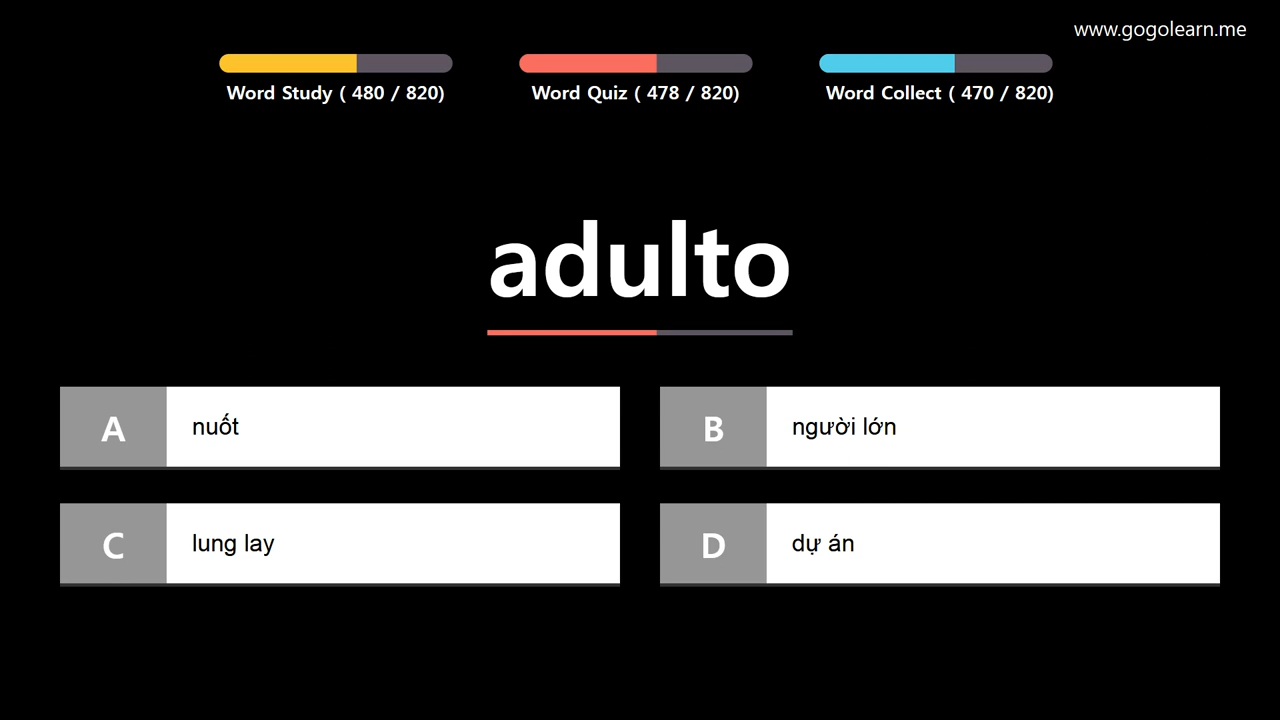 www.gogolearn.me
Word Study ( 480 / 820)
Word Quiz ( 478 / 820)
Word Collect ( 470 / 820)
adulto
A nuốt
B người lớn
C lung lay
D dự án